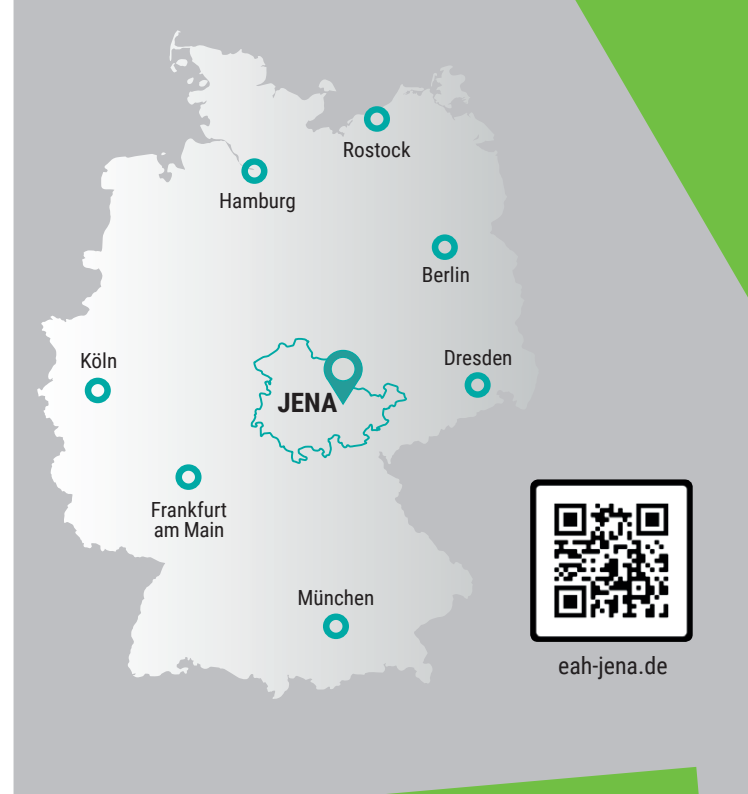 Rostock
Hamburg
Berlin
Köln
Dresden
JENA
Frankfurt
am Main
München
eah-jena.de